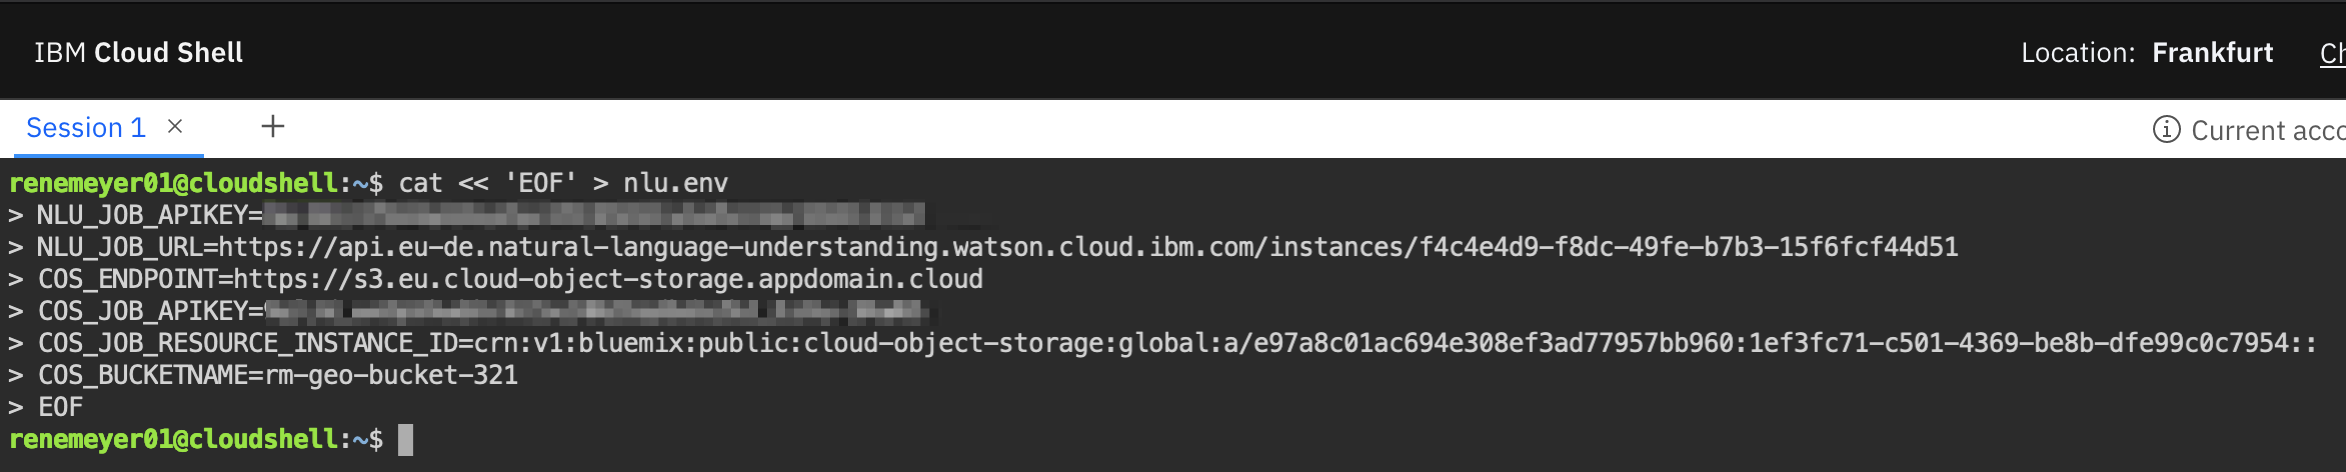 IBM Cloud Shell
Location: Frankfurt Ch
Session 1 × +
Current acco
renemeyer01@cloudshell:~$ cat << 'EOF' > nlu.env
> NLU_JOB_APIKEY=
> NLU_JOB_URL=https://api.eu-de.natural-language-understanding.watson.cloud.ibm.com/instances/f4c4e4d9-f8dc-49fe-b7b3-15f6fcf44d51
> COS_ENDPOINT=https://s3.eu.cloud-object-storage.appdomain.cloud
> COS_JOB_APIKEY=
> COS_JOB_RESOURCE_INSTANCE_ID=crn:v1:bluemix:public:cloud-object-storage:global:a/e97a8c01ac694e308ef3ad77957bb960:1ef3fc71-c501-4369-be8b-dfe99c0c7954::
> COS_BUCKETNAME=rm-geo-bucket-321
> EOF
renemeyer01@cloudshell:~$